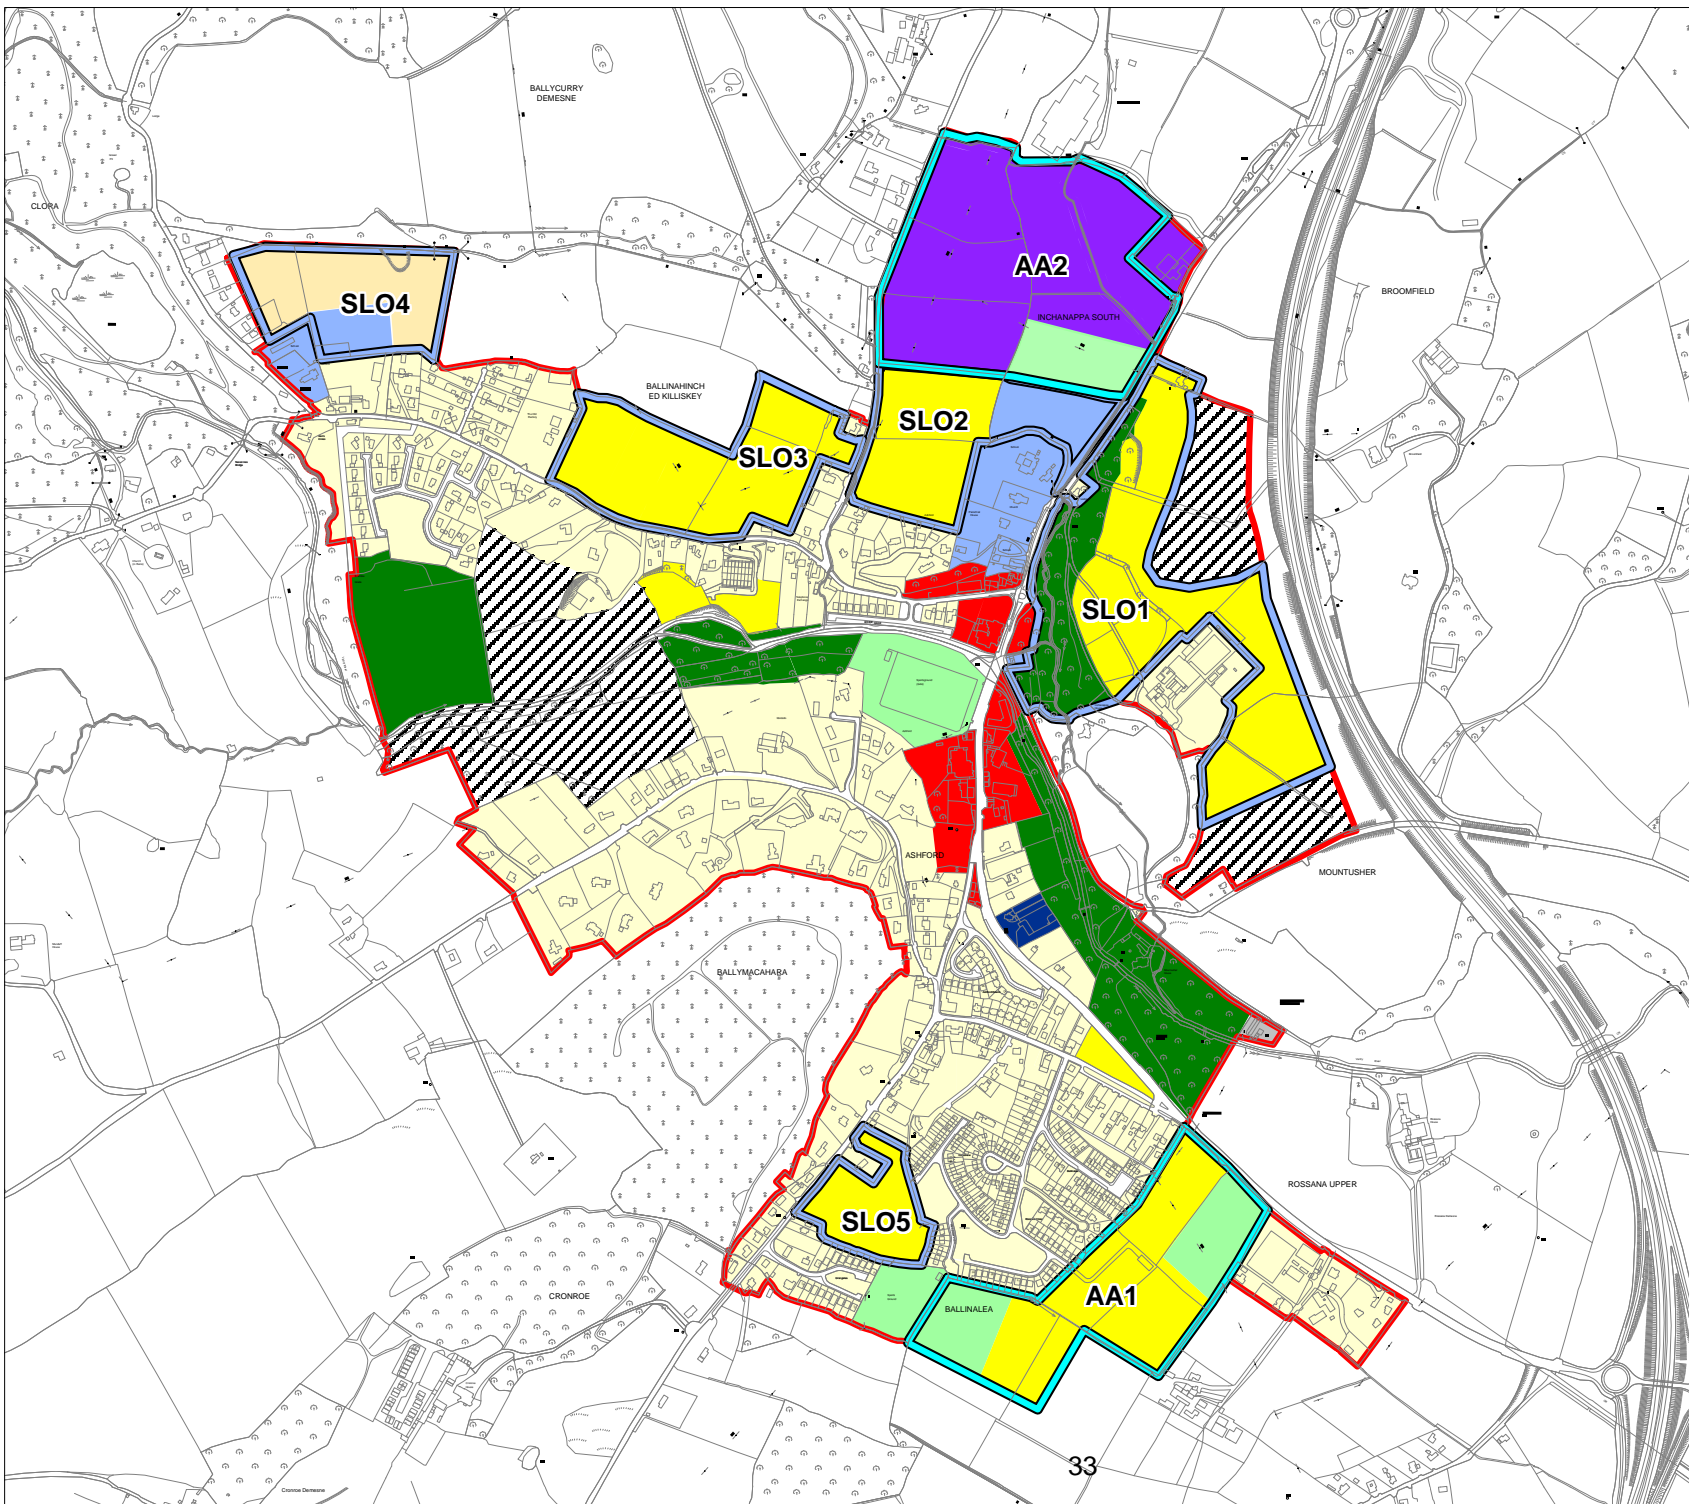 BALLYCURRY
DEMESNE
CLORA
AA2
SLO4
BROOMFIELD
INCHANAPPA SOUTH
BALLINAHINCH
ED KILLISKEY
SLO2
SLO3
SLO1
ASHFORD
MOUNTUSHER
BALLYMACAHARA
ROSSANA UPPER
SLO5
CRONROE
AA1
BALLINALEA
33
Cronroe Demesne